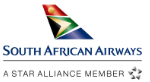 SOUTH AFRICAN AIRWAYS
A STAR ALLIANCE MEMBER